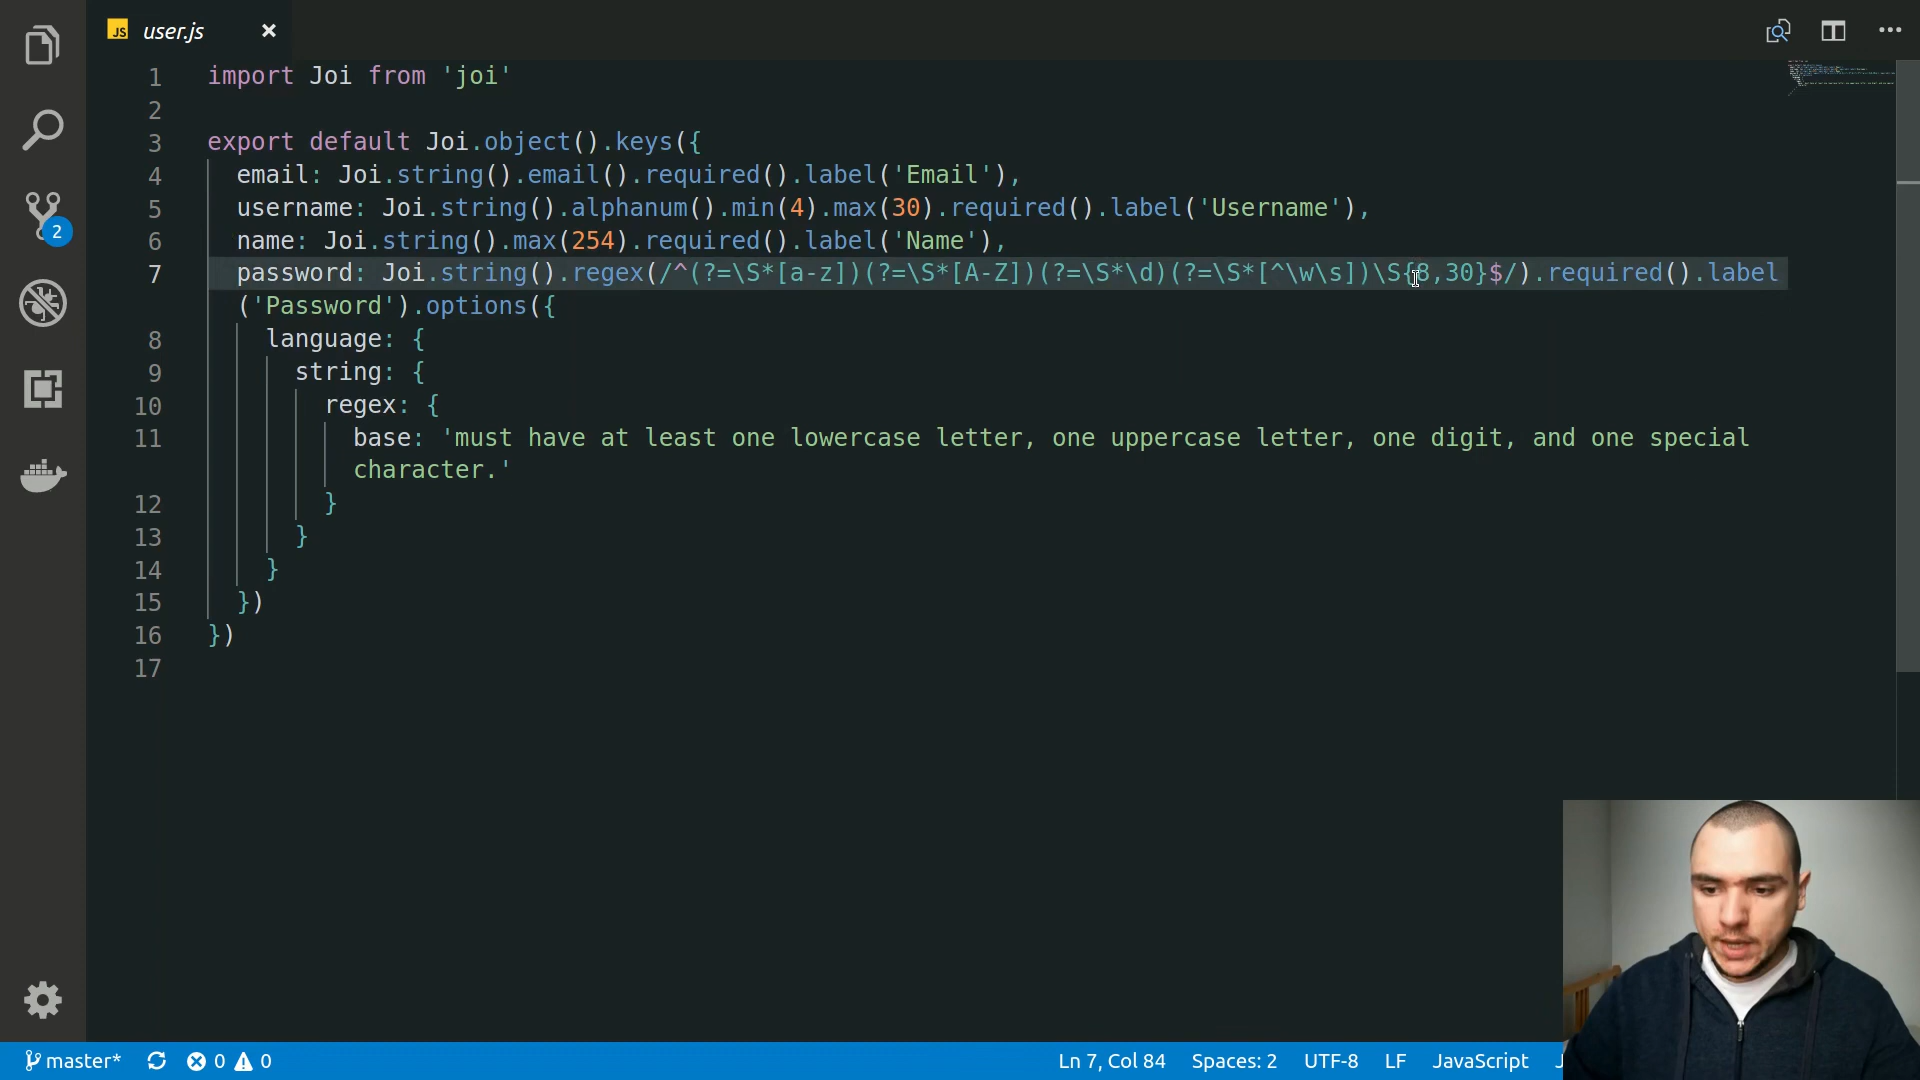 JS user.js
1 import Joi from 'joi'
2
3 export default Joi.object().keys({
4 email: Joi.string().email().required().label('Email'),
5 username: Joi.string().alphanum().min(4).max(30).required().label('Username'),
6 name: Joi.string().max(254).required().label('Name'),
7 password: Joi.string().regex(/^(?=\S*[a-z])(?=\S*[A-Z])(?=\S*\d)(?=\S*[^\w\s])\S{8,30}$/).required().label
('Password').options({
8 language: {
9 string: {
10 regex: {
11 base: 'must have at least one lowercase letter, one uppercase letter, one digit, and one special
character.'
12 }
13 }
14 }
15 })
16 })
17
2
master* 0 0 Ln 7, Col 84 Spaces: 2 UTF-8 LF JavaScript